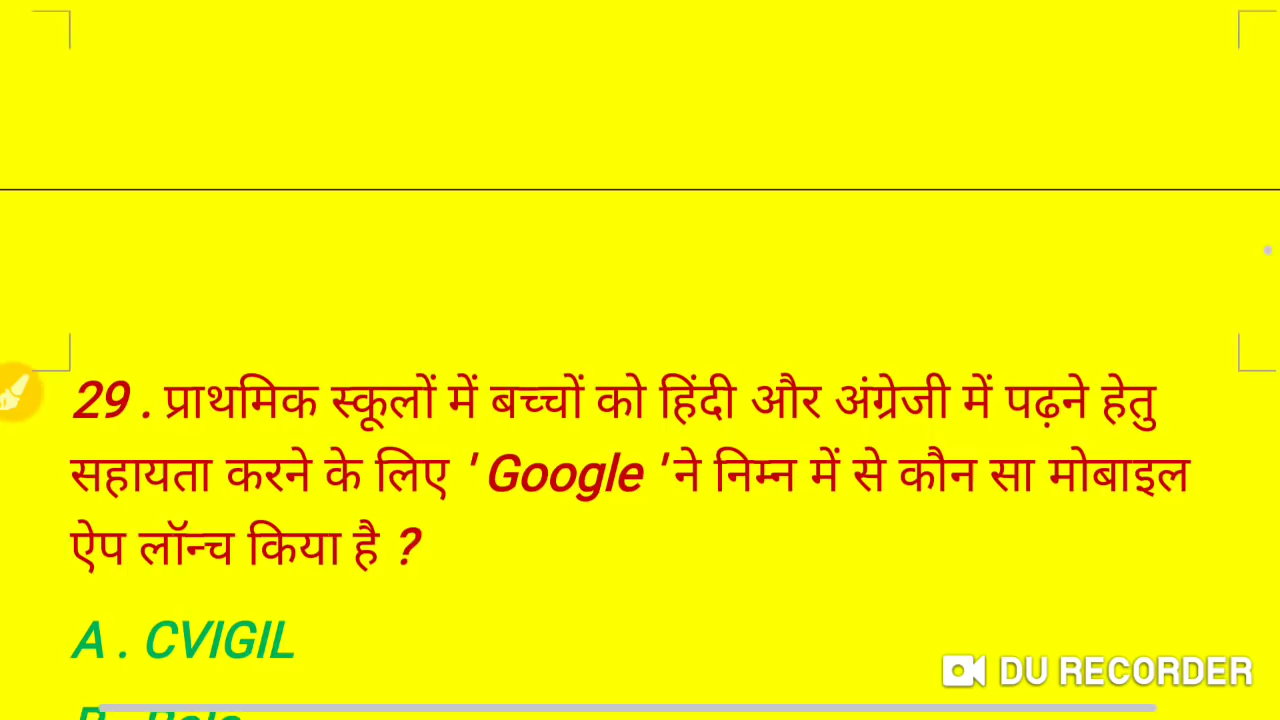 29 . प्राथमिक स्कूलों में बच्चों को हिंदी और अंग्रेजी में पढ़ने हेतु
सहायता करने के लिए ' Google ' ने निम्न में से कौन सा मोबाइल
ऐप लॉन्च किया है ?
A . CVIGIL
DU RECORDER